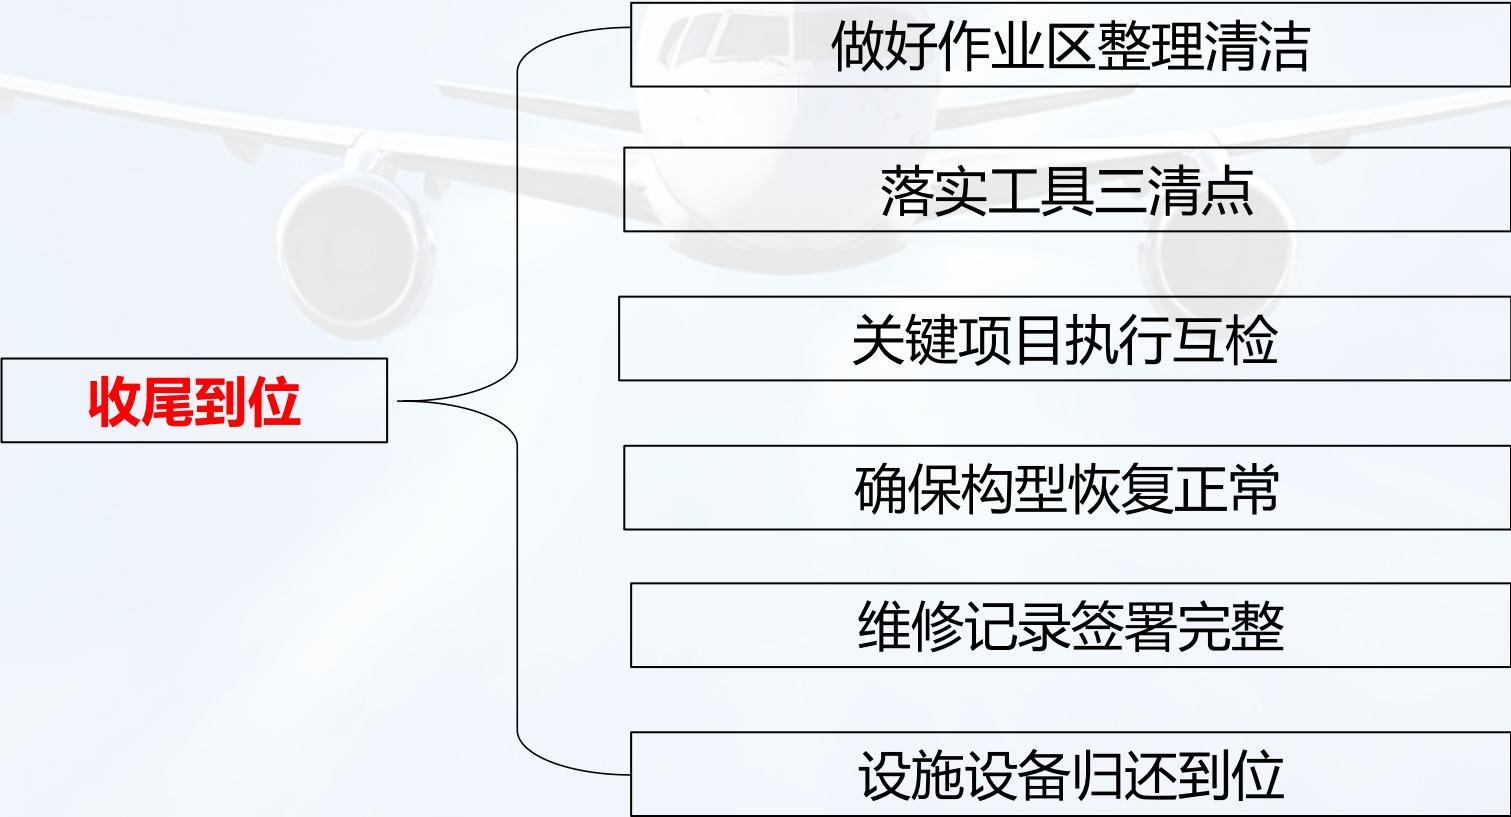 做好作业区整理清洁
落实工具三清点
关键项目执行互检
收尾到位
确保构型恢复正常
维修记录签署完整
设施设备归还到位